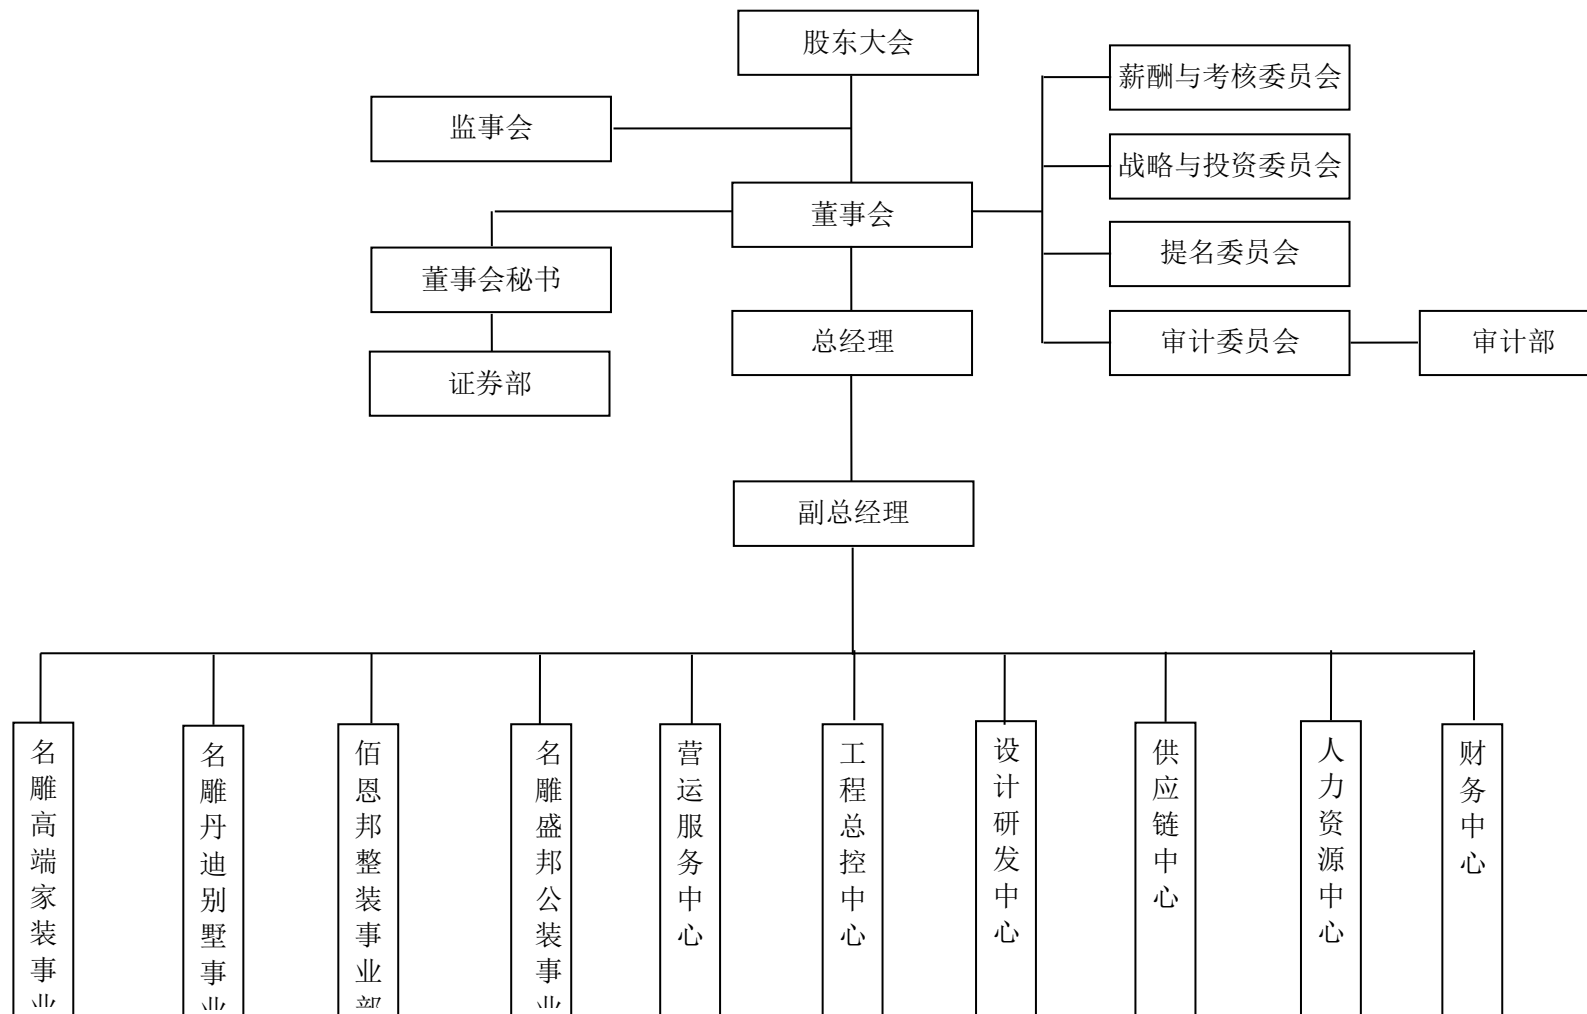 股东大会
薪酬与考核委员会
监事会
战略与投资委员会
董事会
提名委员会
董事会秘书
总经理
审计委员会
审计部
证券部
副总经理
名雕高端家装事业
名雕丹迪别墅事业
佰恩邦整装事业部
名雕盛邦公装事业
营运服务中心
工程总控中心
设计研发中心
供应链中心
人力资源中心
财务中心